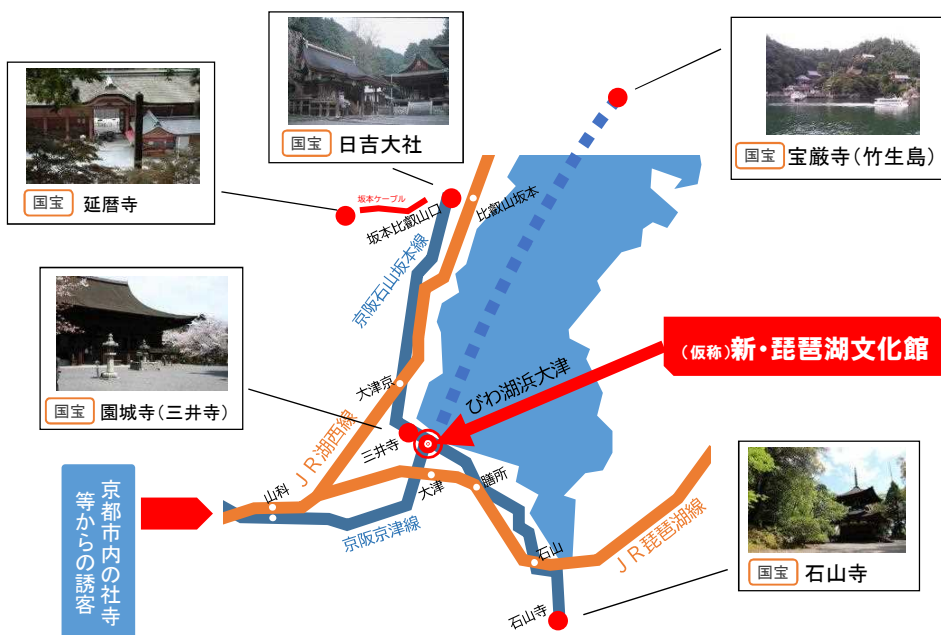 国宝 日吉大社
国宝 宝厳寺(竹生島)
国宝 延暦寺
坂本ケーブル
坂本比叡山口
比叡山坂本
京阪石山坂本線
(仮称)新・琵琶湖文化館
びわ湖浜大津
国宝 園城寺(三井寺)
大津京
JR湖西線
三井寺
山科
大津
膳所
京阪京津線
京都市内の社寺
等からの誘客
石山
JR琵琶湖線
石山寺
国宝 石山寺